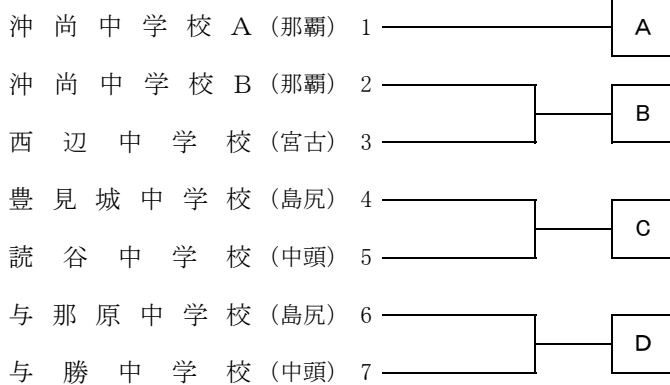 沖尚中学校A (那覇) 1 A
沖尚中学校B (那覇) 2
B
西辺中学校 (宮古) 3
豊見城中学校 (島尻) 4
C
読谷中学校 (中頭) 5
与那原中学校 (島尻) 6
D
与勝中学校 (中頭) 7